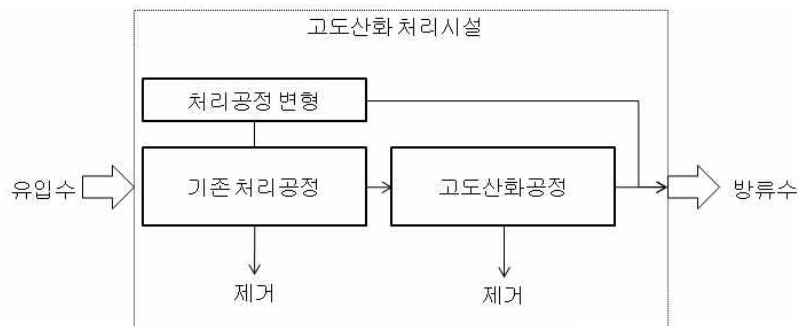 고도산화 처리시설
처리공정 변형
유입수
기존 처리공정
고도산화공정
방류수
제거
제거